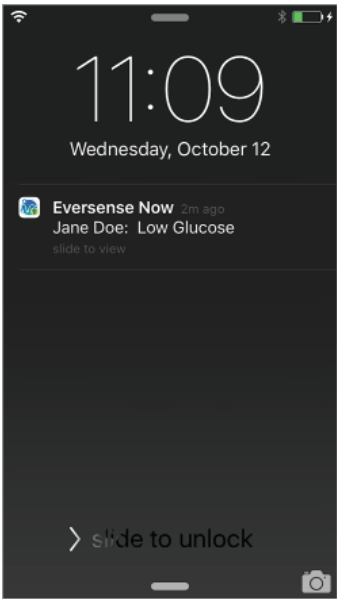 11:09
Wednesday, October 12
Eversense Now 2m ago
Jane Doe: Low Glucose
slide to view
slide to unlock